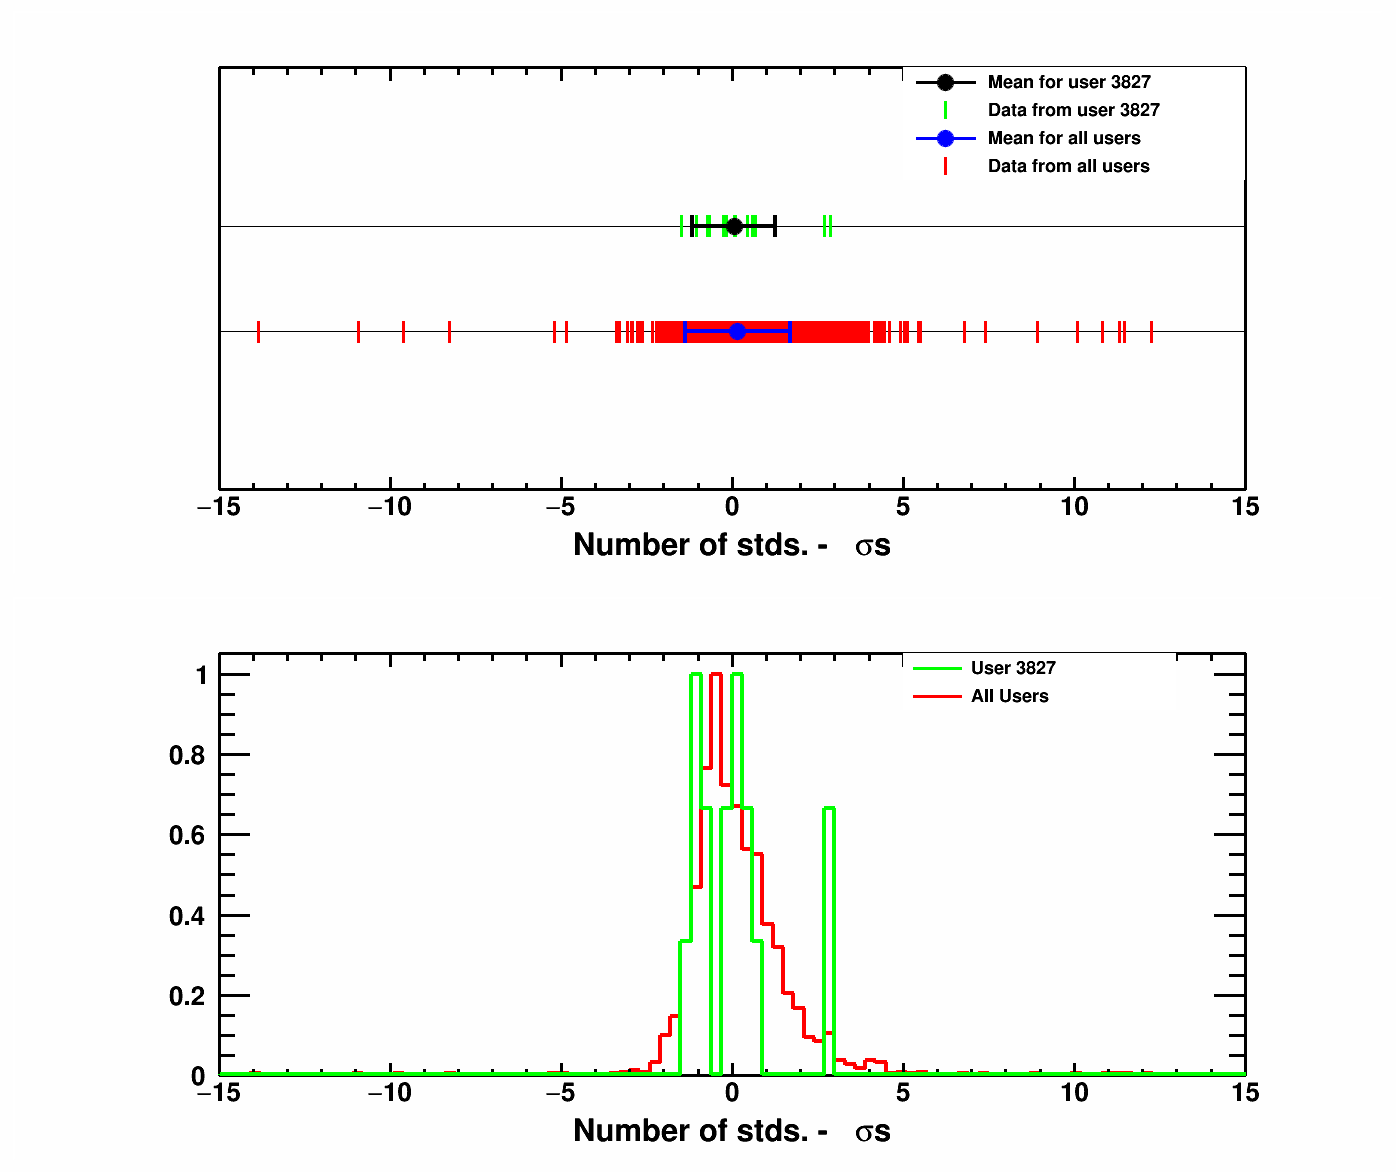 Mean for user 3827
Data from user 3827
Mean for all users
Data from all users
−15 −10 −5 0 5 10 15
Number of stds. - σs
User 3827
All Users
1
0.8
0.6
0.4
0.2
0
−15 −10 −5 0 5 10 15
Number of stds. - σs